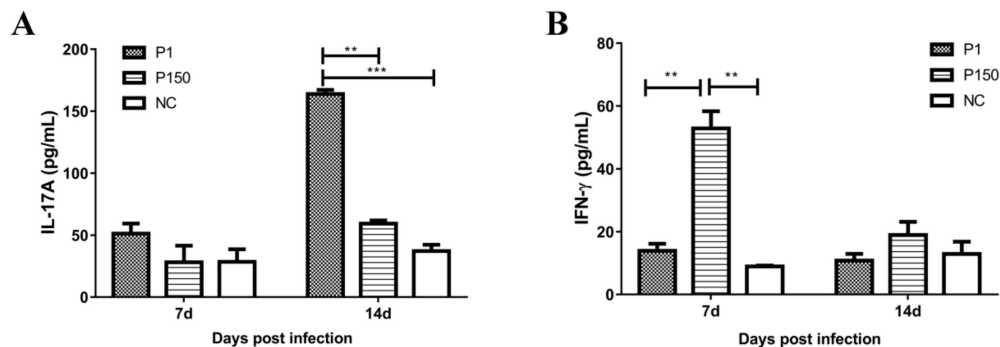 A
IL-17A (pg/mL)
200
150
100
50
0
P1
P150
NC
**
***
7d
14d
Days post infection
B
IFN-γ (pg/mL)
80
60
40
20
0
**
**
P1
P150
NC
7d
14d
Days post infection